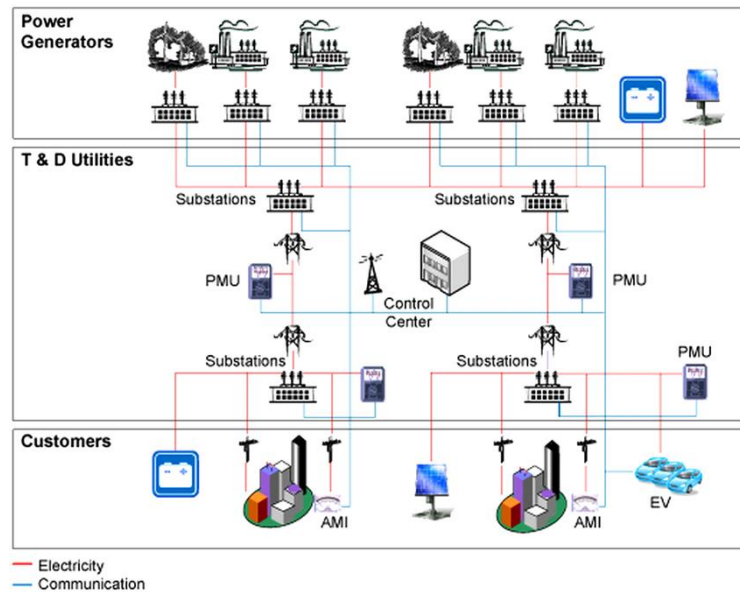 Power
Generators
T & D Utilities
Substations
Substations
PMU
PMU
Control
Center
Substations
Substations
PMU
Customers
AMI
AMI
EV
Electricity
Communication